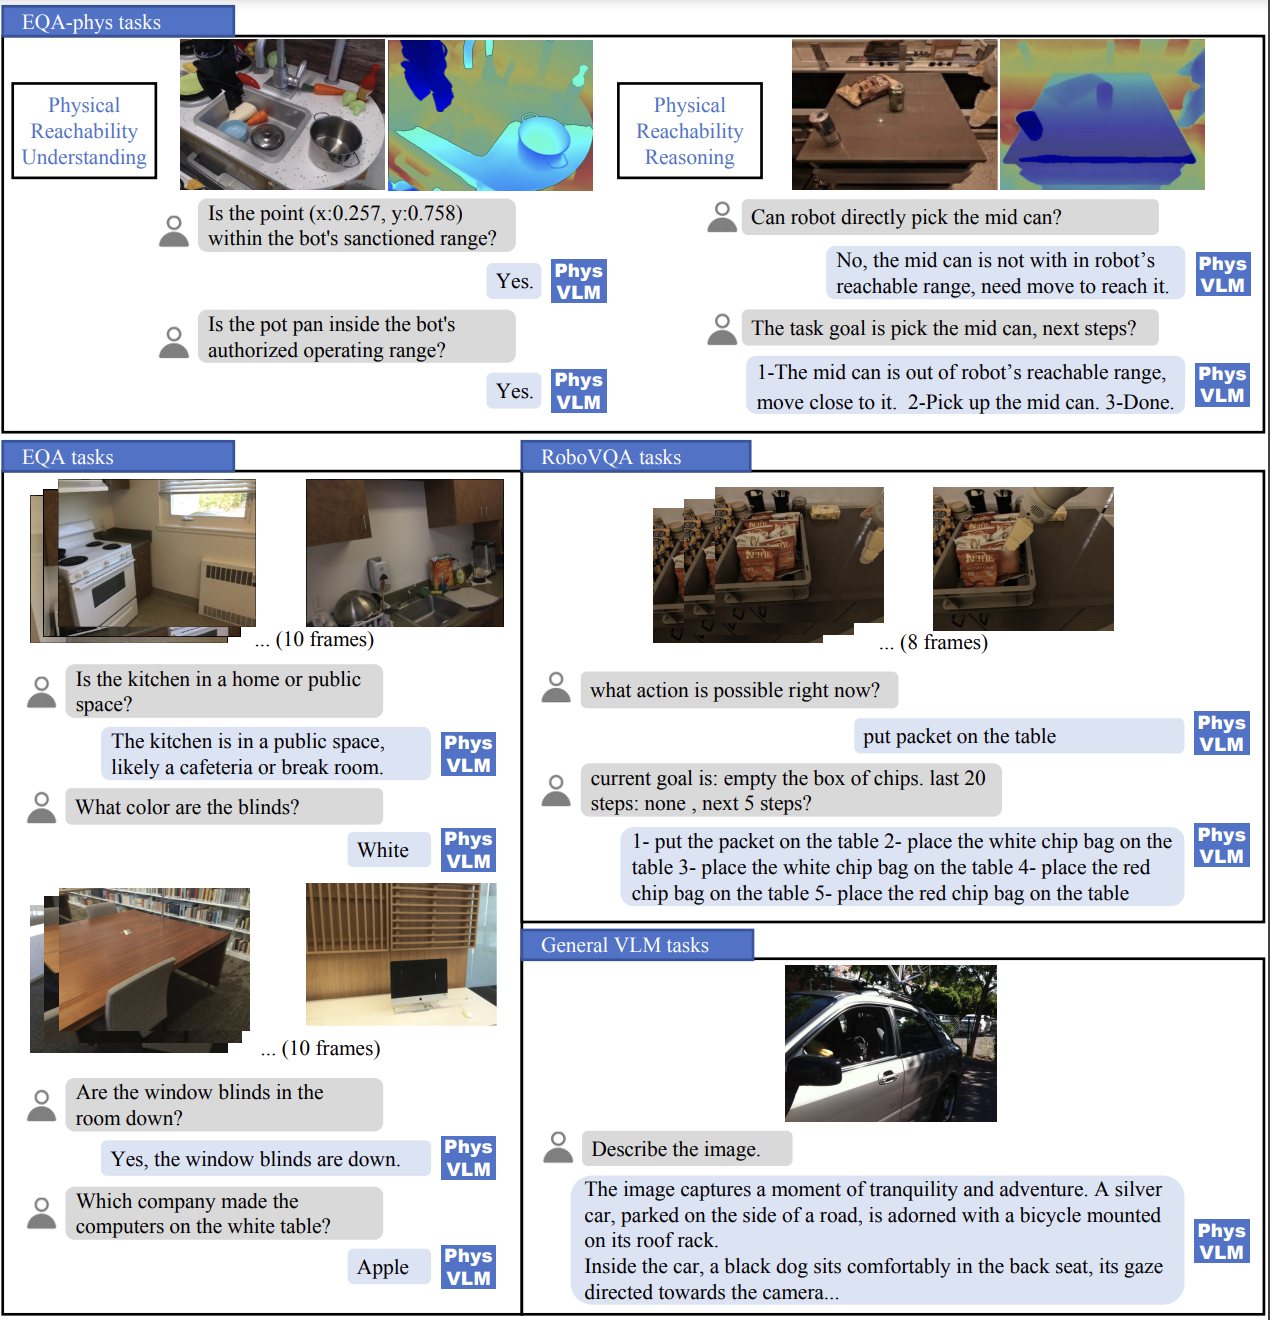 EQA-phys tasks
Physical
Reachability
Understanding
Is the point (x:0.257, y:0.758)
within the bot's sanctioned range?
Yes.
Phys
VLM
Is the pot pan inside the bot's
authorized operating range?
Yes.
Phys
VLM
Physical
Reachability
Reasoning
Can robot directly pick the mid can?
No, the mid can is not with in robot’s
reachable range, need move to reach it.
Phys
VLM
The task goal is pick the mid can, next steps?
1-The mid can is out of robot’s reachable range,
move close to it. 2-Pick up the mid can. 3-Done.
Phys
VLM
EQA tasks
... (10 frames)
Is the kitchen in a home or public
space?
The kitchen is in a public space,
likely a cafeteria or break room.
Phys
VLM
What color are the blinds?
White
Phys
VLM
... (10 frames)
Are the window blinds in the
room down?
Yes, the window blinds are down.
Phys
VLM
Which company made the
computers on the white table?
Apple
Phys
VLM
RoboVQA tasks
... (8 frames)
what action is possible right now?
put packet on the table
Phys
VLM
current goal is: empty the box of chips. last 20
steps: none , next 5 steps?
1- put the packet on the table 2- place the white chip bag on the
table 3- place the white chip bag on the table 4- place the red
chip bag on the table 5- place the red chip bag on the table
Phys
VLM
General VLM tasks
Describe the image.
The image captures a moment of tranquility and adventure. A silver
car, parked on the side of a road, is adorned with a bicycle mounted
on its roof rack.
Inside the car, a black dog sits comfortably in the back seat, its gaze
directed towards the camera...
Phys
VLM